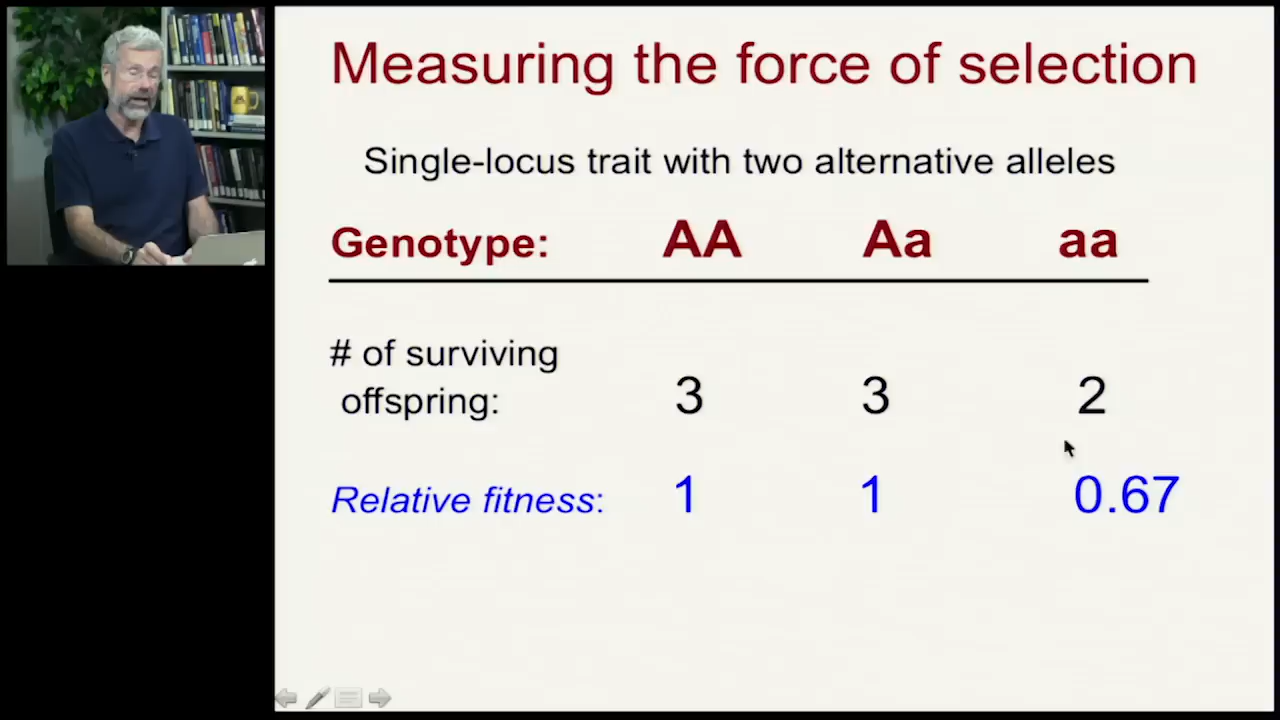 Measuring the force of selection
Single-locus trait with two alternative alleles
Genotype: AA Aa aa
# of surviving
offspring: 3 3 2
Relative fitness: 1 1 0.67